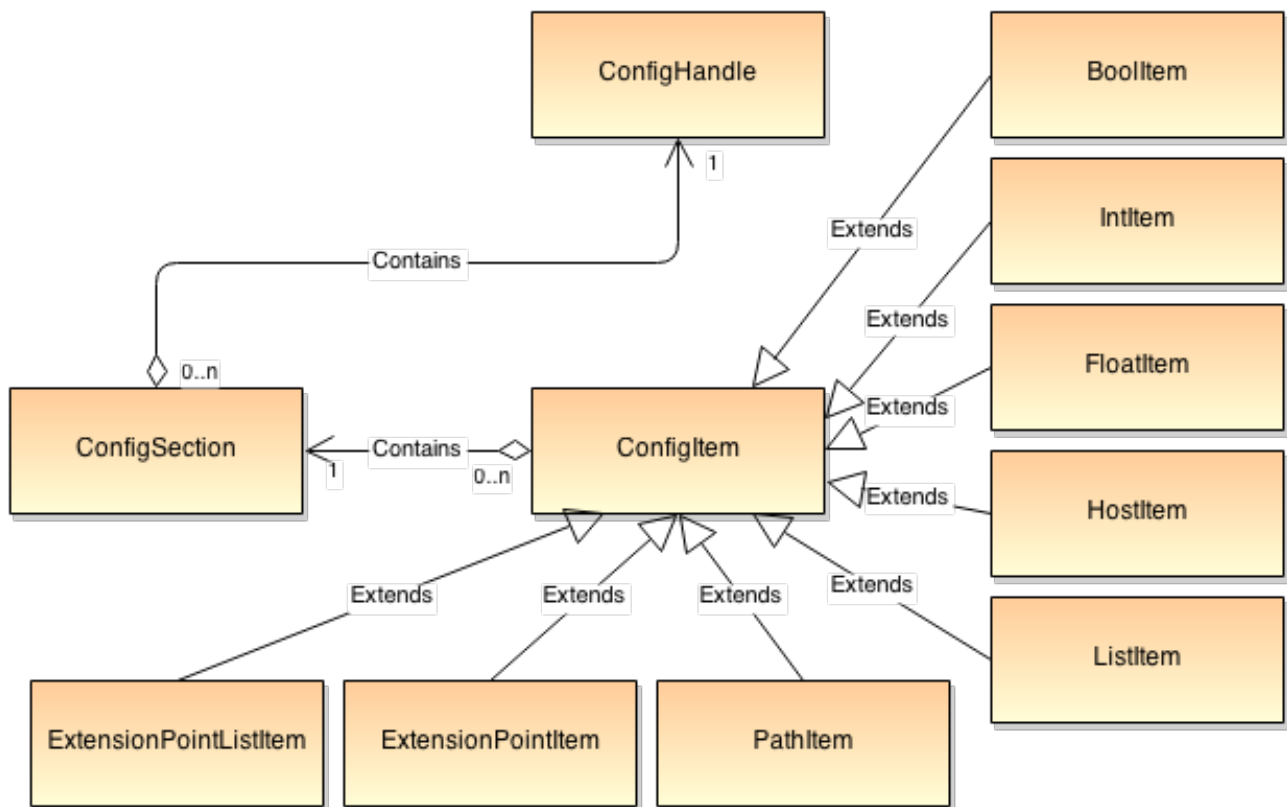 ConfigHandle
BoolItem
1
IntItem
Extends
Contains
Extends
0..n
FloatItem
Extends
ConfigSection
Contains
1
0..n
ConfigItem
Extends
HostItem
Extends
Extends
Extends
Extends
ListItem
ExtensionPointListItem
ExtensionPointItem
PathItem